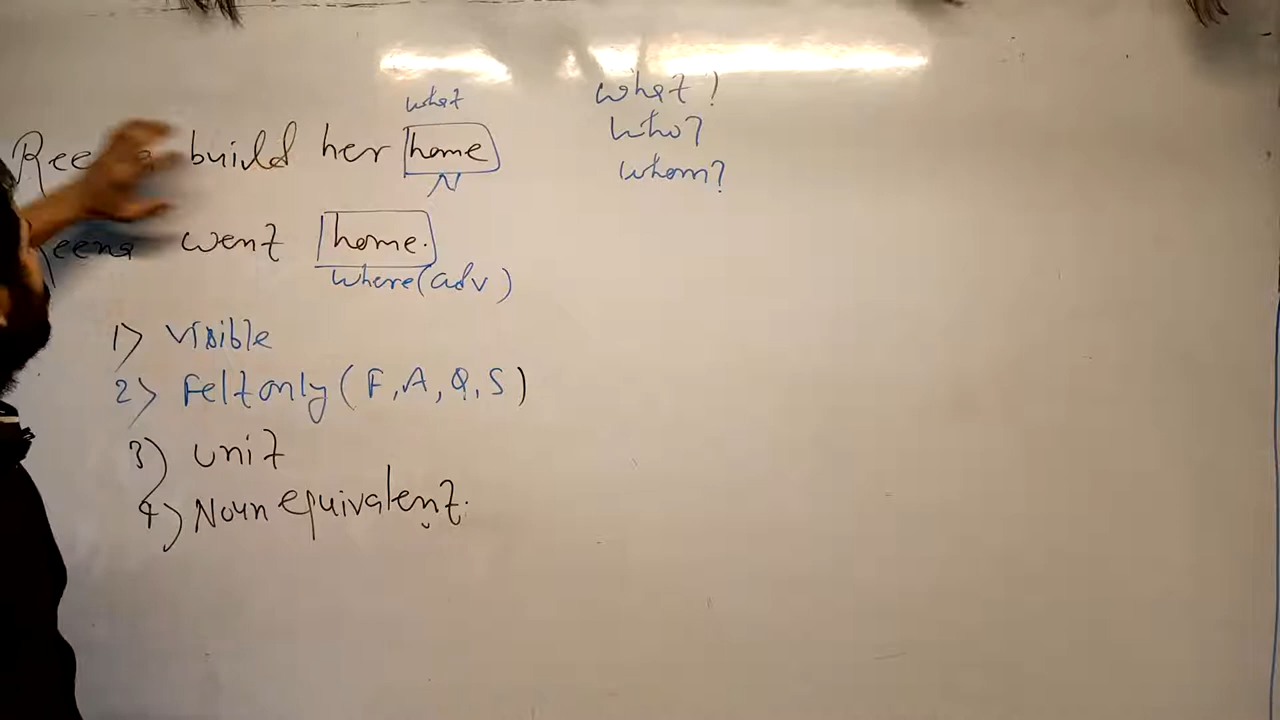 what
build her home
N
what?
who?
whom?
eena went home.
where(adv)
1) visible
2) Felt only (F, A, Q, S)
3) unit
4) Noun equivalent.